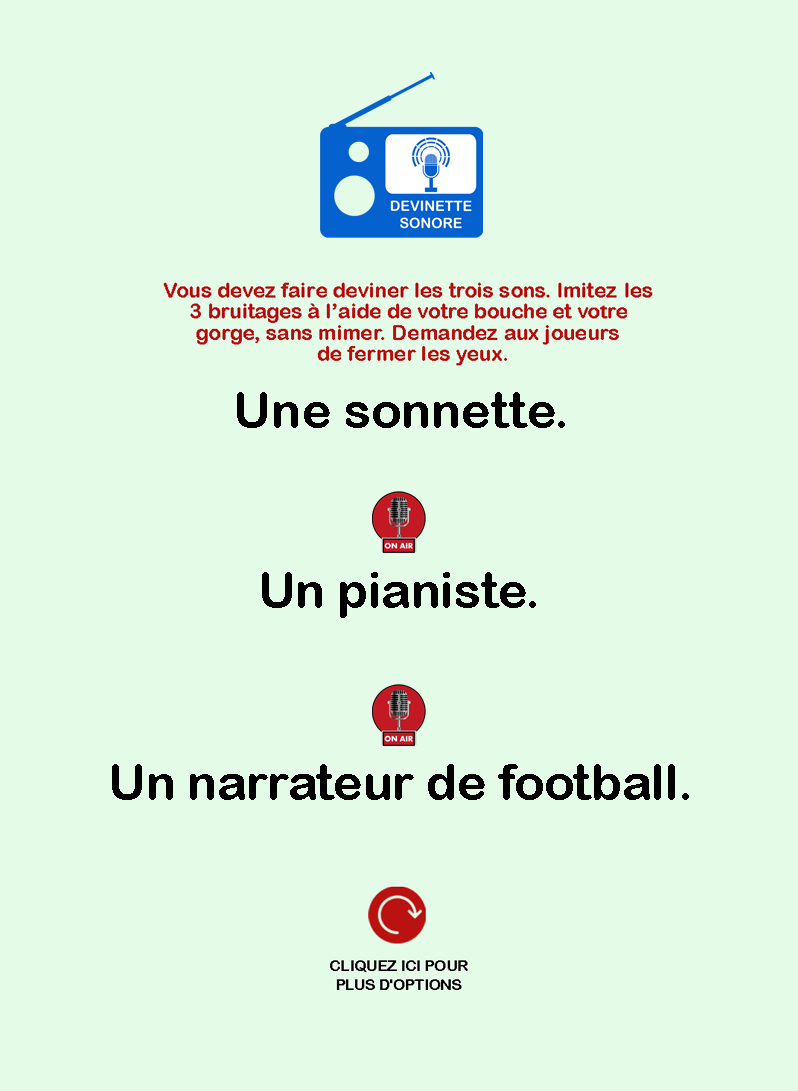 DEVINETTE
SONORE
Vous devez faire deviner les trois sons. Imitez les
3 bruitages à l’aide de votre bouche et votre
gorge, sans mimer. Demandez aux joueurs
de fermer les yeux.
Une sonnette.
ON AIR
Un pianiste.
ON AIR
Un narrateur de football.
CLIQUEZ ICI POUR
PLUS D'OPTIONS